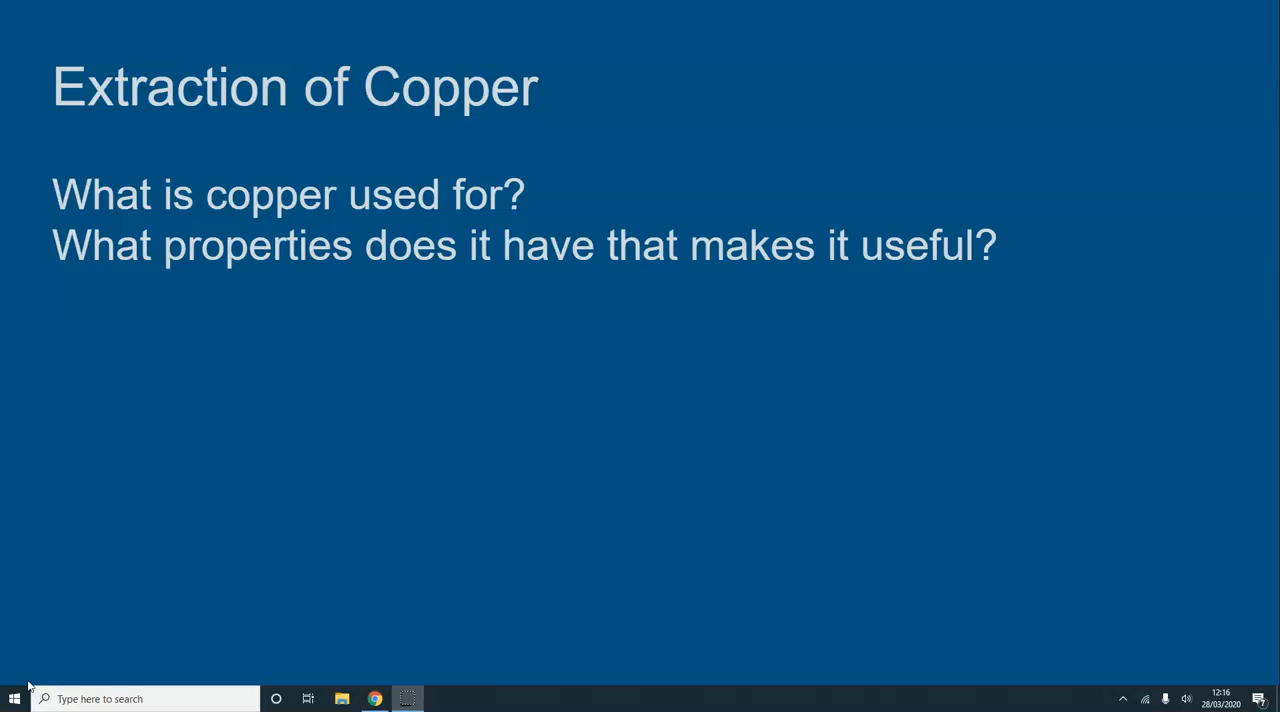 Extraction of Copper
What is copper used for?
What properties does it have that makes it useful?
Type here to search
12:16
28/03/2020
7